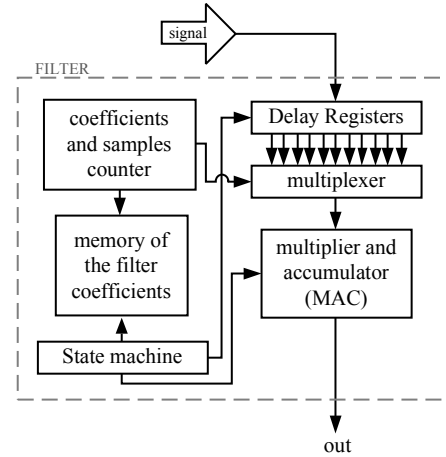 signal
FILTER
coefficients
and samples
counter
Delay Registers
multiplexer
memory of
the filter
coefficients
multiplier and
accumulator
(MAC)
State machine
out